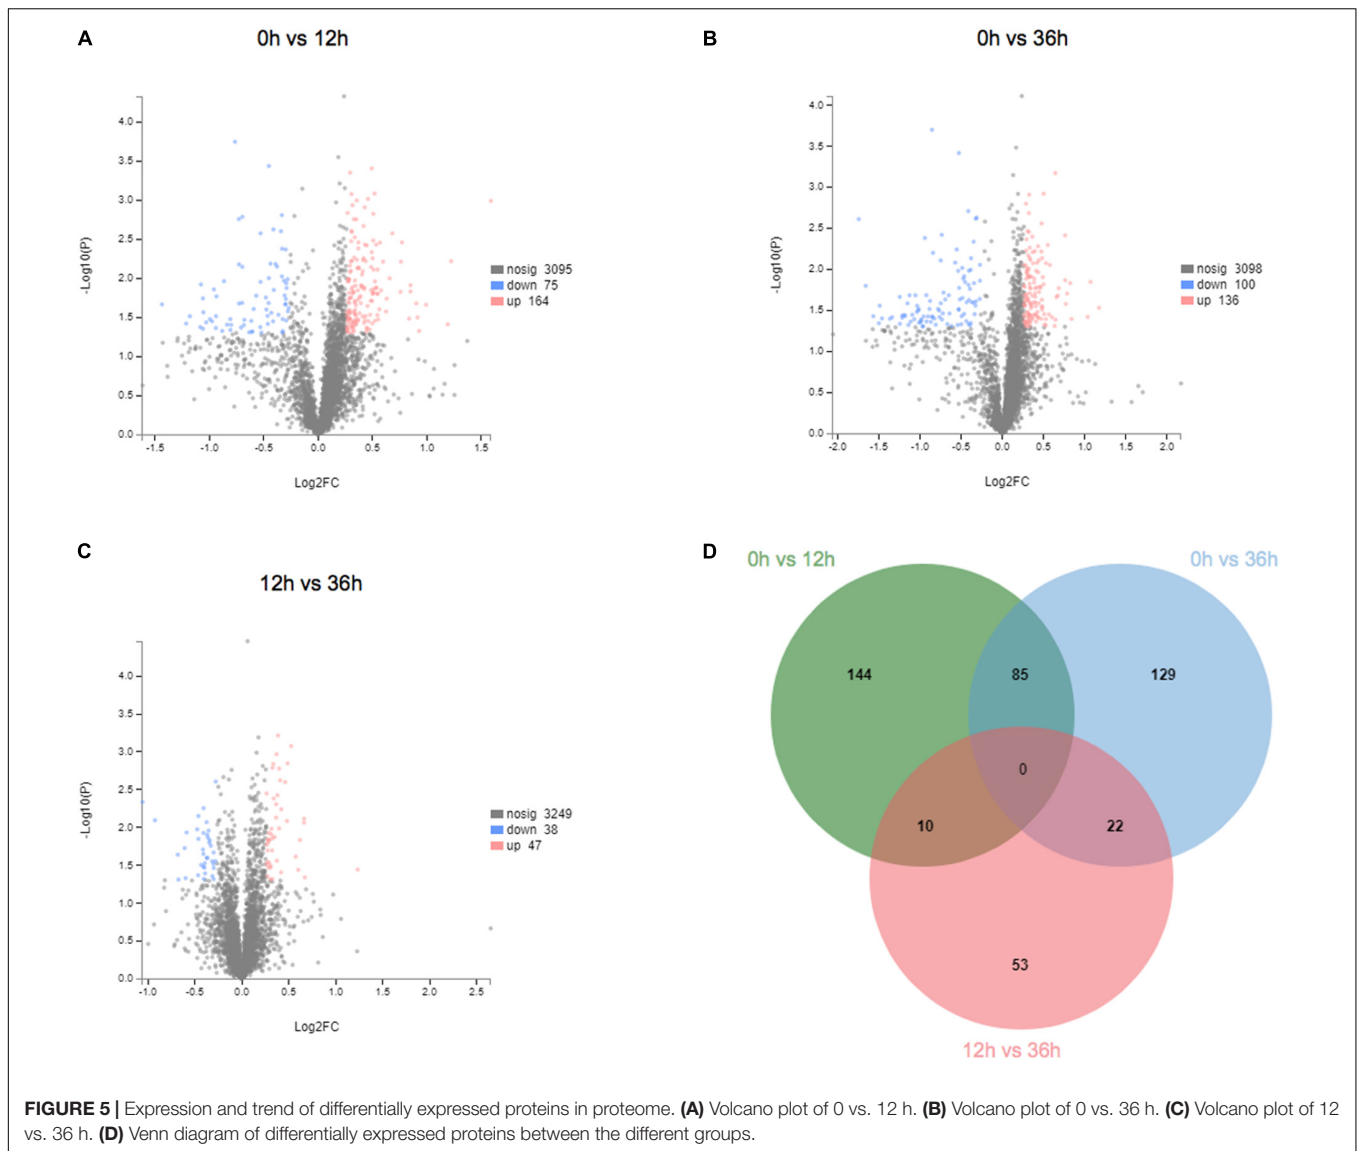 A
0h vs 12h
4.0
3.5
3.0
2.5
2.0
1.5
1.0
0.5
0.0
-Log10(P)
-1.5 -1.0 -0.5 0.0 0.5 1.0 1.5
Log2FC
nosig 3095
down 75
up 164
B
0h vs 36h
4.0
3.5
3.0
2.5
2.0
1.5
1.0
0.5
0.0
-Log10(P)
-2.0 -1.5 -1.0 -0.5 0.0 0.5 1.0 1.5 2.0
Log2FC
nosig 3098
down 100
up 136
C
12h vs 36h
4.0
3.5
3.0
2.5
2.0
1.5
1.0
0.5
0.0
-Log10(P)
-1.0 -0.5 0.0 0.5 1.0 1.5 2.0 2.5
Log2FC
nosig 3249
down 38
up 47
D
0h vs 12h 0h vs 36h
144 85 129
0
10 22
53
12h vs 36h
FIGURE 5 | Expression and trend of differentially expressed proteins in proteome. (A) Volcano plot of 0 vs. 12 h. (B) Volcano plot of 0 vs. 36 h. (C) Volcano plot of 12
vs. 36 h. (D) Venn diagram of differentially expressed proteins between the different groups.